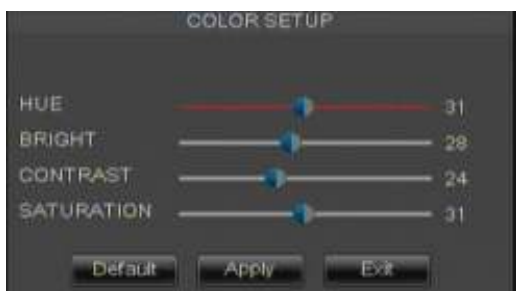 COLOR SETUP
HUE 31
BRIGHT 28
CONTRAST 24
SATURATION 31
Default Apply Exit